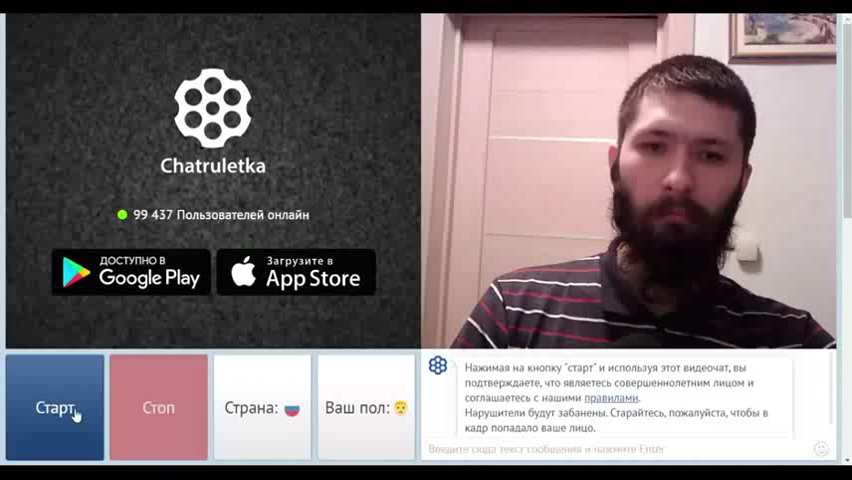 Chatruletka
99 437 Пользователей онлайн
ДОСТУПНО В
Google Play
Загрузите в
App Store
Старт
Стоп
Страна:
Ваш пол:
Нажимая на кнопку "старт" и используя этот видеочат, вы
подтверждаете, что являетесь совершеннолетним лицом и
соглашаетесь с нашими правилами.
Нарушители будут забанены. Старайтесь, пожалуйста, чтобы в
кадр попадало ваше лицо.
Введите сюда текст сообщения и нажмите Enter